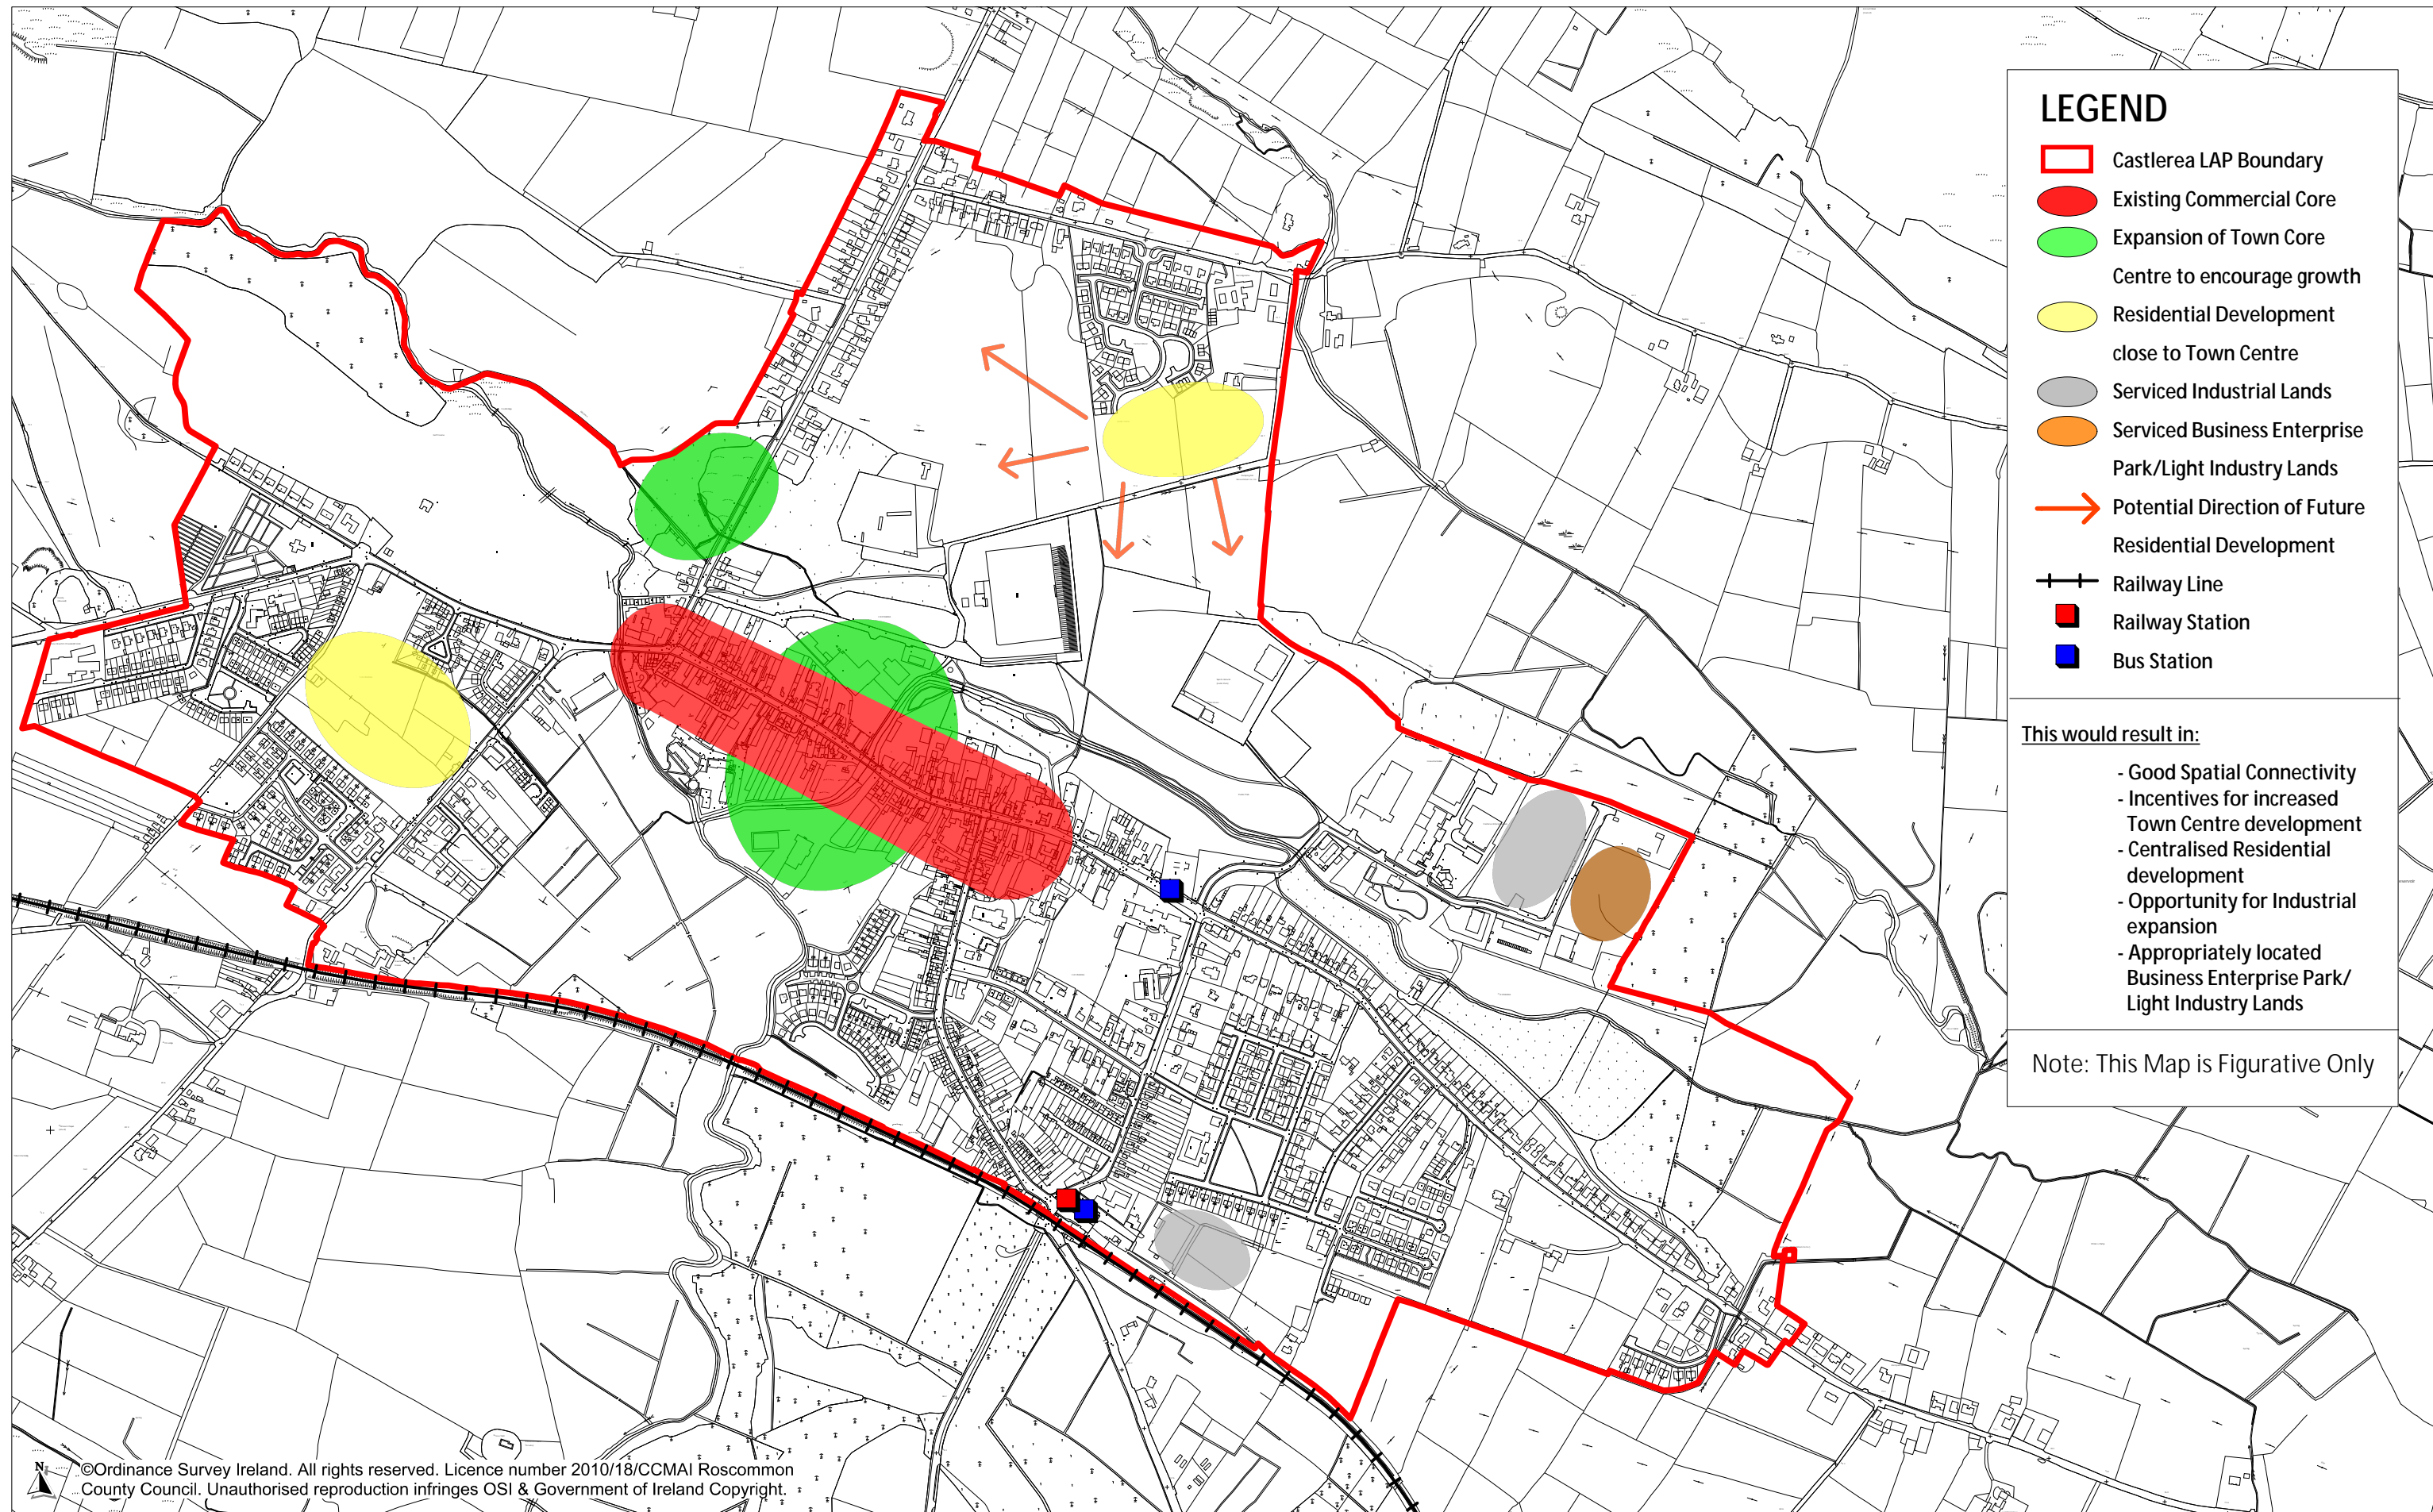 LEGEND
Castlerea LAP Boundary
Existing Commercial Core
Expansion of Town Core
Centre to encourage growth
Residential Development
close to Town Centre
Serviced Industrial Lands
Serviced Business Enterprise
Park/Light Industry Lands
Potential Direction of Future
Residential Development
Railway Line
Railway Station
Bus Station
This would result in:
- Good Spatial Connectivity
- Incentives for increased
Town Centre development
- Centralised Residential
development
- Opportunity for Industrial
expansion
- Appropriately located
Business Enterprise Park/
Light Industry Lands
Note: This Map is Figurative Only
N
©Ordinance Survey Ireland. All rights reserved. Licence number 2010/18/CCMAI Roscommon
County Council. Unauthorised reproduction infringes OSI & Government of Ireland Copyright.